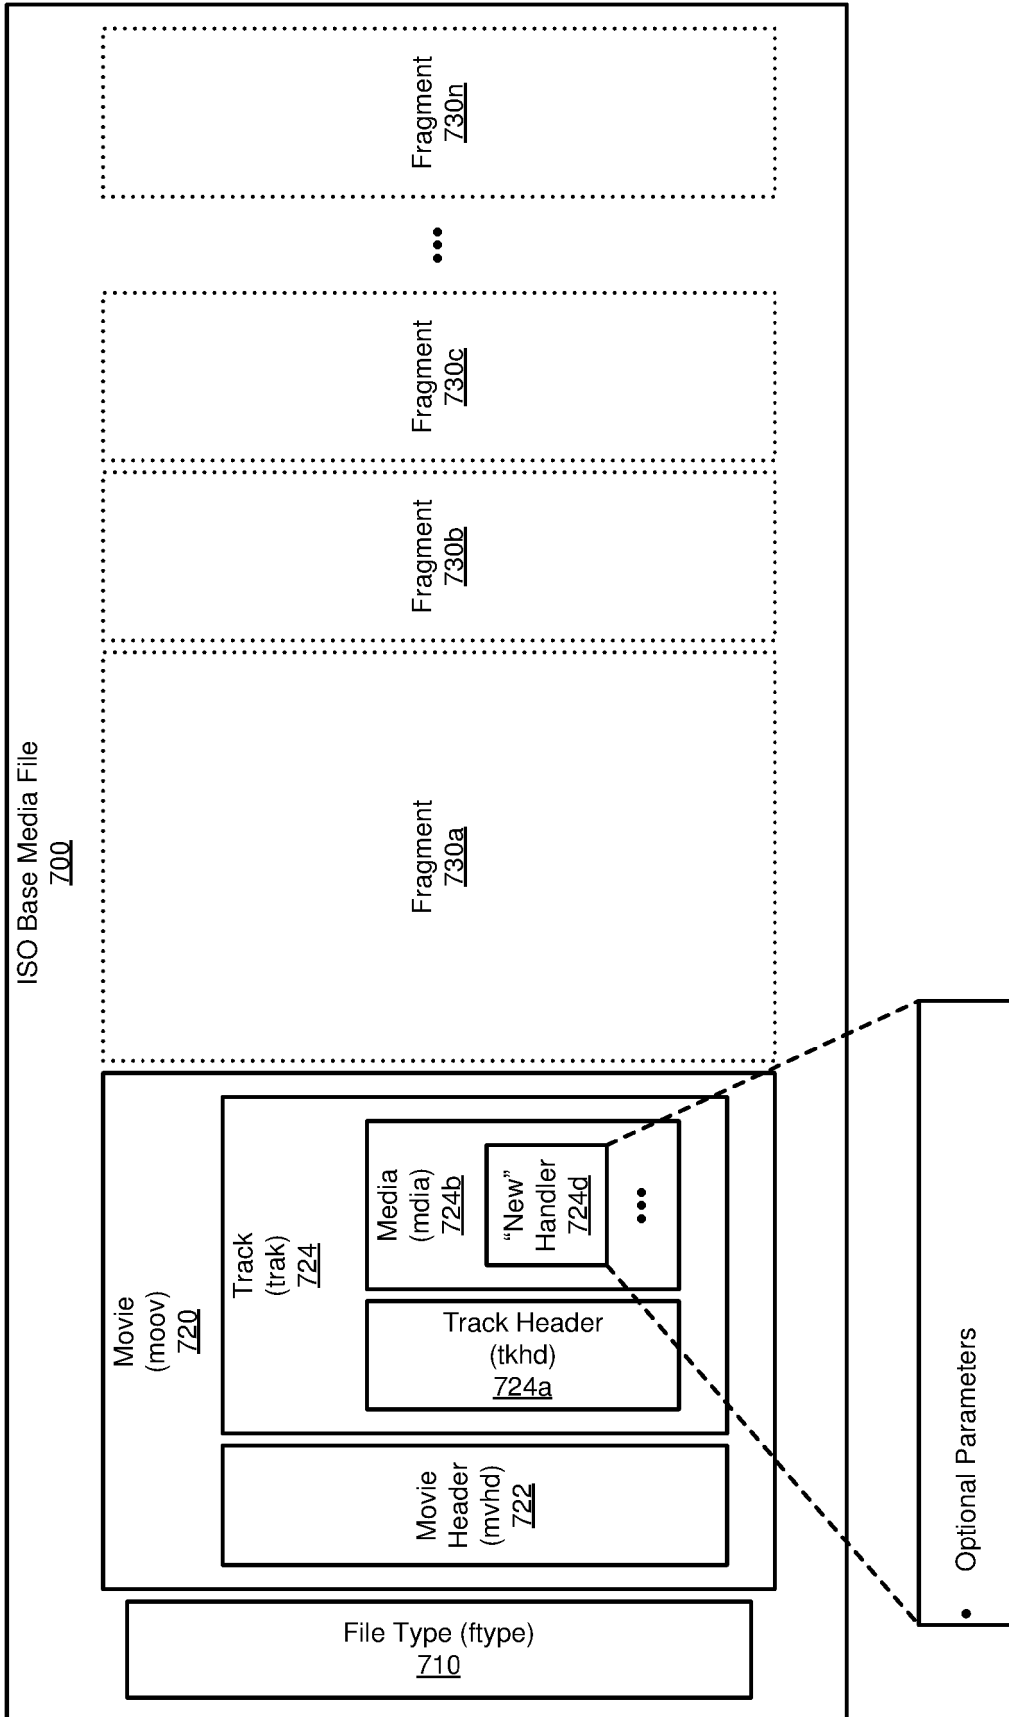 ISO Base Media File
700
File Type (ftype)
710
Movie
(moov)
720
Movie
Header
(mvhd)
722
Track
(trak)
724
Track Header
(tkhd)
724a
Media
(mdia)
724b
“New”
Handler
724d
•••
Fragment
730a
Fragment
730b
Fragment
730c
•••
Fragment
730n
• Optional Parameters